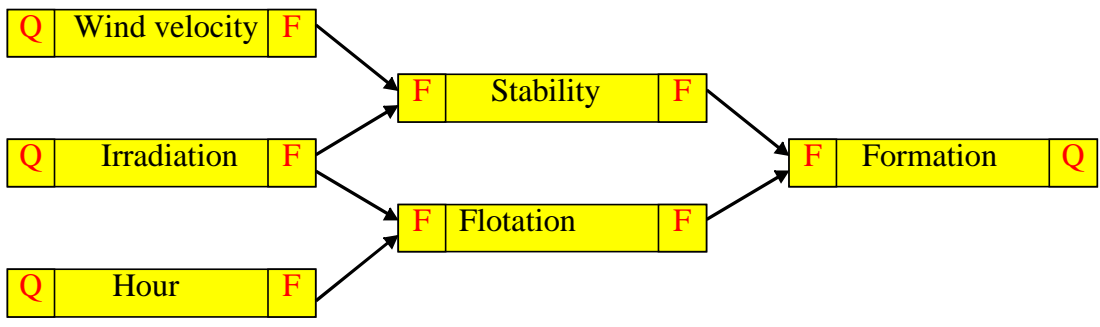 Q Wind velocity F
F Stability F
Q Irradiation F
F Formation Q
F Flotation F
Q Hour F